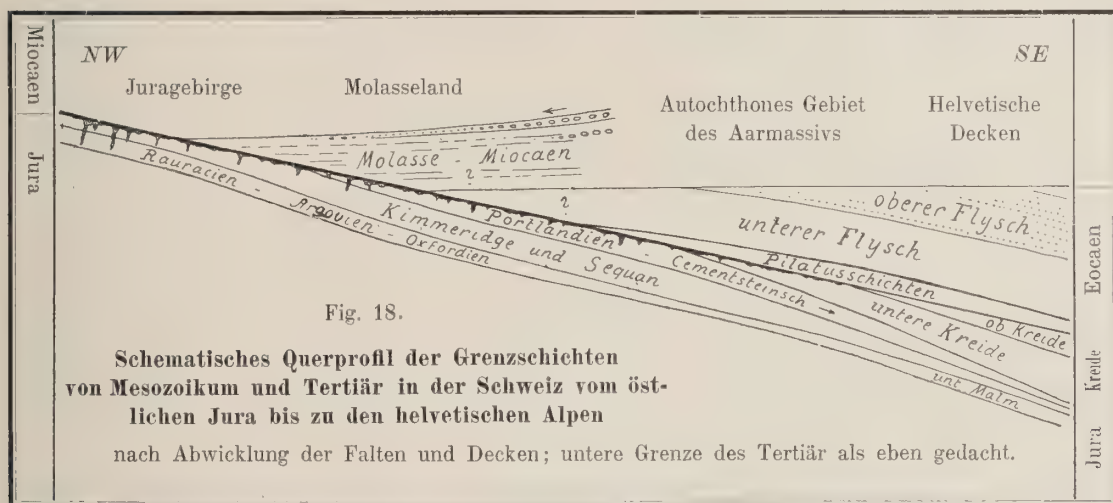 NW
SE
Miocaen
Jura
Juragebirge
Molasseland
Autochthones Gebiet
des Aarmassivs
Helvetische
Decken
Molasse - Miocaen
?
?
oberer Flysch
unterer Flysch
Pilatusschichten
ob Kreide
untere Kreide
Portlandien - Cementsteinsch
Kimmeridge und Sequan
Rauracien -
Argovien - Oxfordien
unt Malm
Eocaen
Kreide
Jura
Fig. 18.
Schematisches Querprofil der Grenzschichten
von Mesozoikum und Tertiär in der Schweiz vom öst-
lichen Jura bis zu den helvetischen Alpen
nach Abwicklung der Falten und Decken; untere Grenze des Tertiär als eben gedacht.